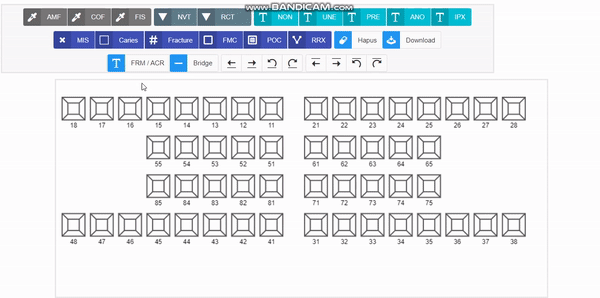 WWW.BANDICAM.COM
AMF COF FIS NVT RCT NON UNE PRE ANO IPX
MIS Caries Fracture FMC POC RRX Hapus Download
FRM / ACR Bridge
18 17 16 15 14 13 12 11 21 22 23 24 25 26 27 28
55 54 53 52 51 61 62 63 64 65
85 84 83 82 81 71 72 73 74 75
48 47 46 45 44 43 42 41 31 32 33 34 35 36 37 38